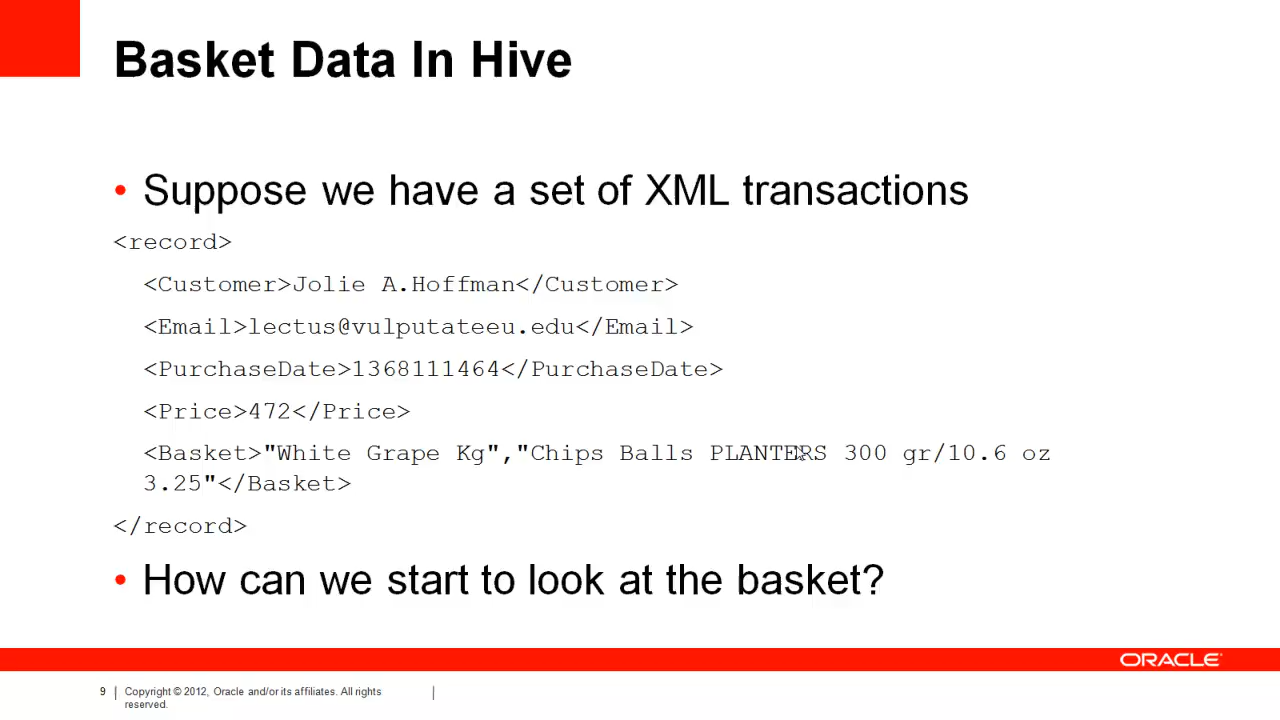 Basket Data In Hive
• Suppose we have a set of XML transactions
<record>
<Customer>Jolie A.Hoffman</Customer>
<Email>lectus@vulputateeu.edu</Email>
<PurchaseDate>1368111464</PurchaseDate>
<Price>472</Price>
<Basket>"White Grape Kg","Chips Balls PLANTERS 300 gr/10.6 oz
3.25"</Basket>
</record>
• How can we start to look at the basket?
ORACLE
9 | Copyright © 2012, Oracle and/or its affiliates. All rights |
reserved.